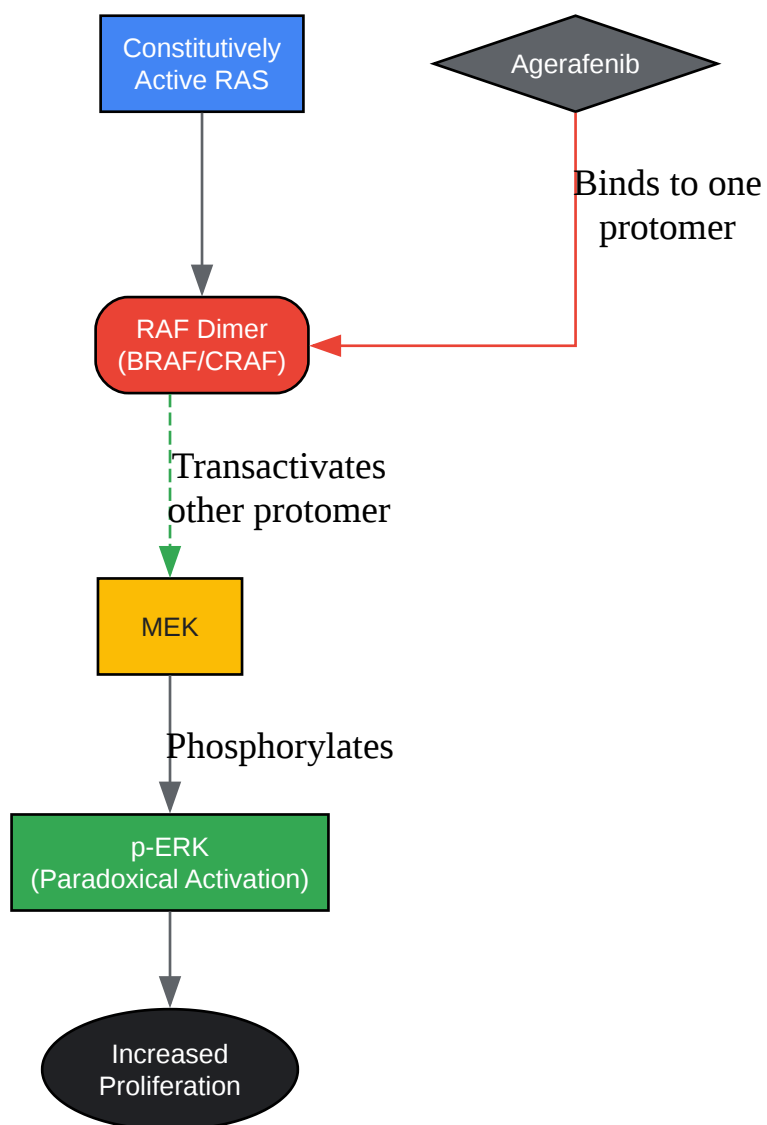 Constitutively
Active RAS
Agerafenib
Binds to one
protomer
RAF Dimer
(BRAF/CRAF)
Transactivates
other protomer
MEK
Phosphorylates
p-ERK
(Paradoxical Activation)
Increased
Proliferation